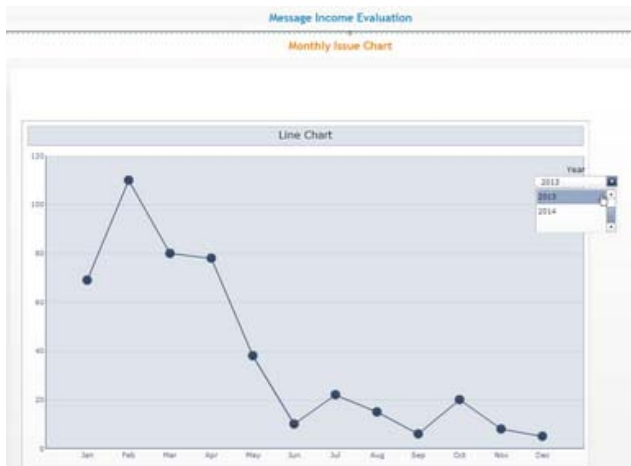 Message Income Evaluation
Monthly Issue Chart
Line Chart
Year
2013
2013
2014
120
100
80
60
40
20
0
Jan Feb Mar Apr May Jun Jul Aug Sep Oct Nov Dec